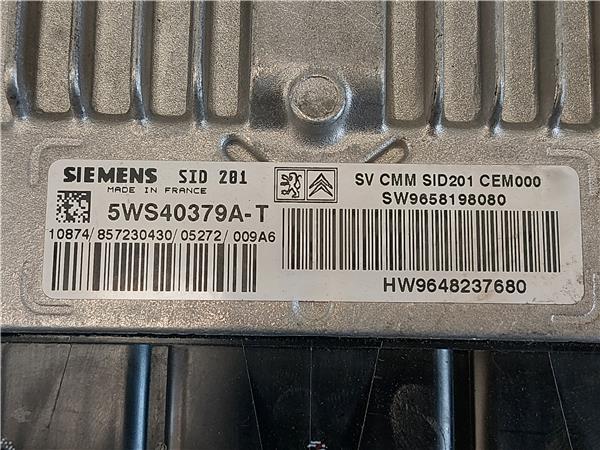 SIEMENS SID 201
MADE IN FRANCE
5WS40379A-T
10874/857230430/05272/009A6
SV CMM SID201 CEM000
SW9658198080
HW9648237680